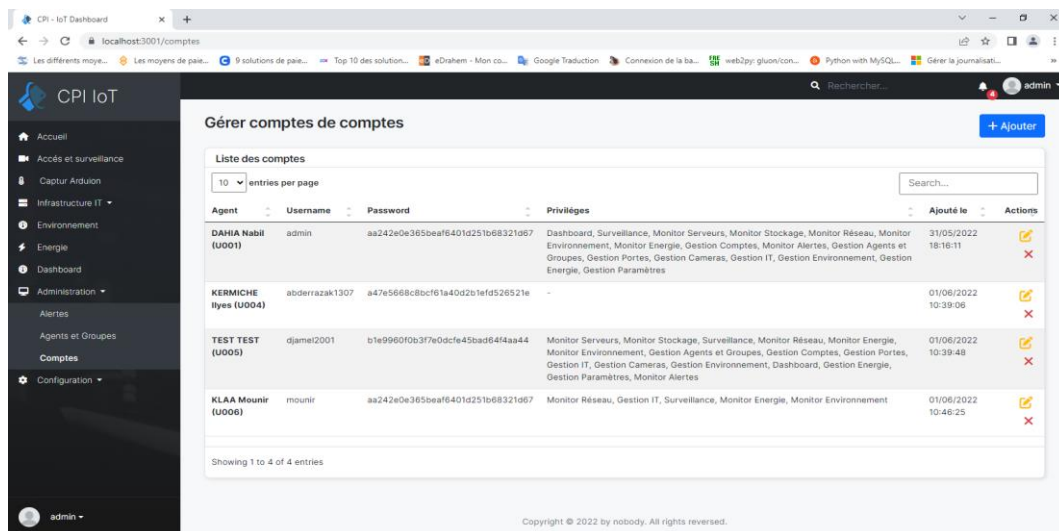 CPI - IoT Dashboard
localhost:3001/comptes
Les différents moye... Les moyens de paie... 9 solutions de paie... Top 10 des solution... eDrahem - Mon co... Google Traduction Connexion de la ba... web2py: gluon/con... Python with MySQL... Gérer la journalisati... »
CPI IoT
Rechercher...
4
admin
Accueil
Accés et surveillance
Captur Arduion
Infrastructure IT
Environnement
Energie
Dashboard
Administration
Alertes
Agents et Groupes
Comptes
Configuration
admin
Gérer comptes de comptes
+ Ajouter
Liste des comptes
10 entries per page
Search...
Agent Username Password Priviléges Ajouté le Actions
DAHIA Nabil admin aa242e0e365beaf6401d251b68321d67 Dashboard, Surveillance, Monitor Serveurs, Monitor Stockage, Monitor Réseau, Monitor 31/05/2022
(U001) Environnement, Monitor Energie, Gestion Comptes, Monitor Alertes, Gestion Agents et 18:16:11
Groupes, Gestion Portes, Gestion Cameras, Gestion IT, Gestion Environnement, Gestion
Energie, Gestion Paramètres
KERMICHE abderrazak1307 a47e5668c8bcf61a40d2b1efd526521e - 01/06/2022
Ilyes (U004) 10:39:06
TEST TEST djamel2001 b1e9960f0b3f7e0dcfe45bad64f4aa44 Monitor Serveurs, Monitor Stockage, Surveillance, Monitor Réseau, Monitor Energie, 01/06/2022
(U005) Monitor Environnement, Gestion Agents et Groupes, Gestion Comptes, Gestion Portes, 10:39:48
Gestion IT, Gestion Cameras, Gestion Environnement, Dashboard, Gestion Energie,
Gestion Paramètres, Monitor Alertes
KLAA Mounir mounir aa242e0e365beaf6401d251b68321d67 Monitor Réseau, Gestion IT, Surveillance, Monitor Energie, Monitor Environnement 01/06/2022
(U006) 10:46:25
Showing 1 to 4 of 4 entries
Copyright © 2022 by nobody. All rights reversed.